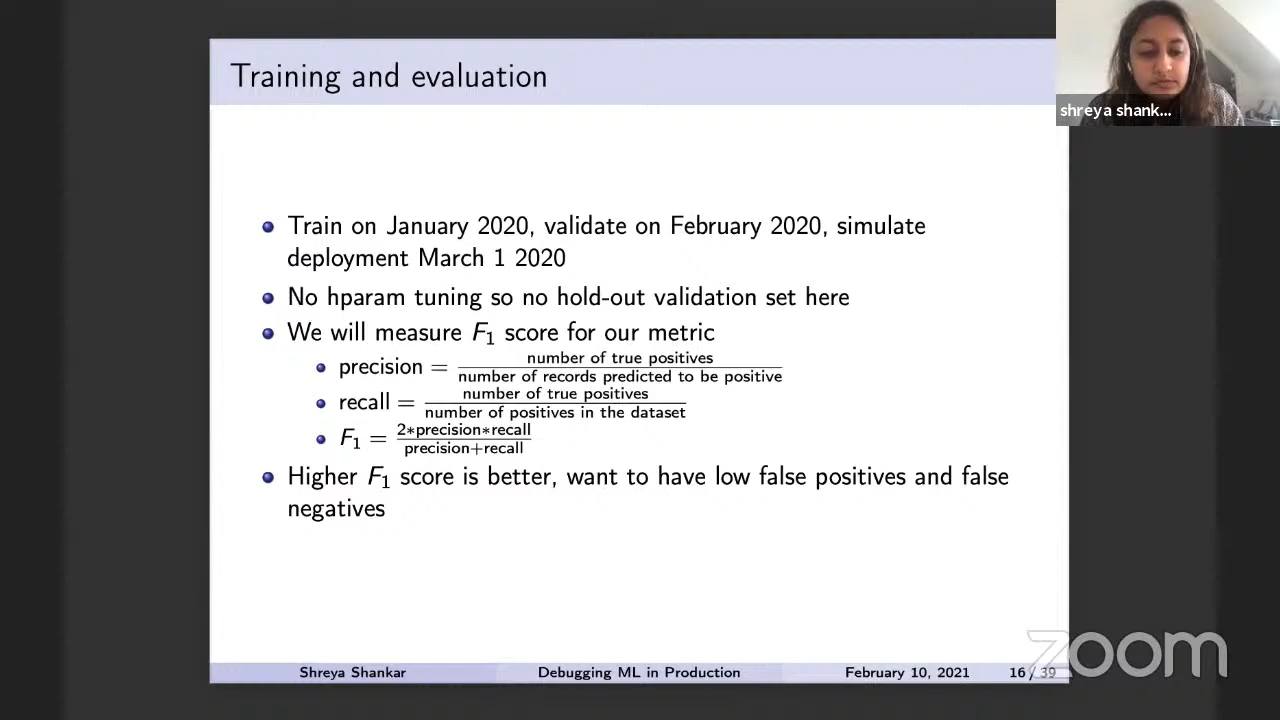 Training and evaluation
shreya shank...
Train on January 2020, validate on February 2020, simulate
deployment March 1 2020
No hparam tuning so no hold-out validation set here
We will measure F₁ score for our metric
precision = number of true positives / number of records predicted to be positive
recall = number of true positives / number of positives in the dataset
F₁ = 2*precision*recall / precision+recall
Higher F₁ score is better, want to have low false positives and false
negatives
Shreya Shankar Debugging ML in Production February 10, 2021 16 / 39
zoom